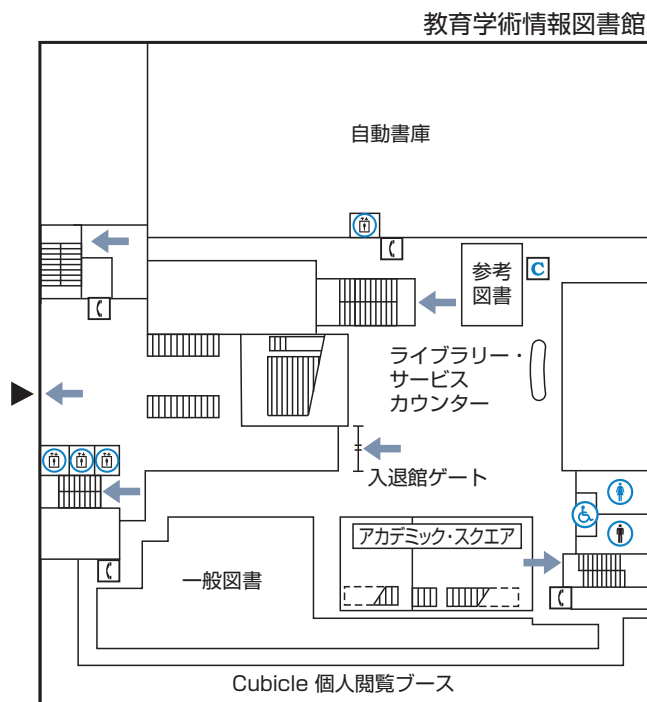 教育学術情報図書館
自動書庫
参考
図書
C
ライブラリー・
サービス
カウンター
入退館ゲート
アカデミック・スクエア
一般図書
Cubicle 個人閲覧ブース